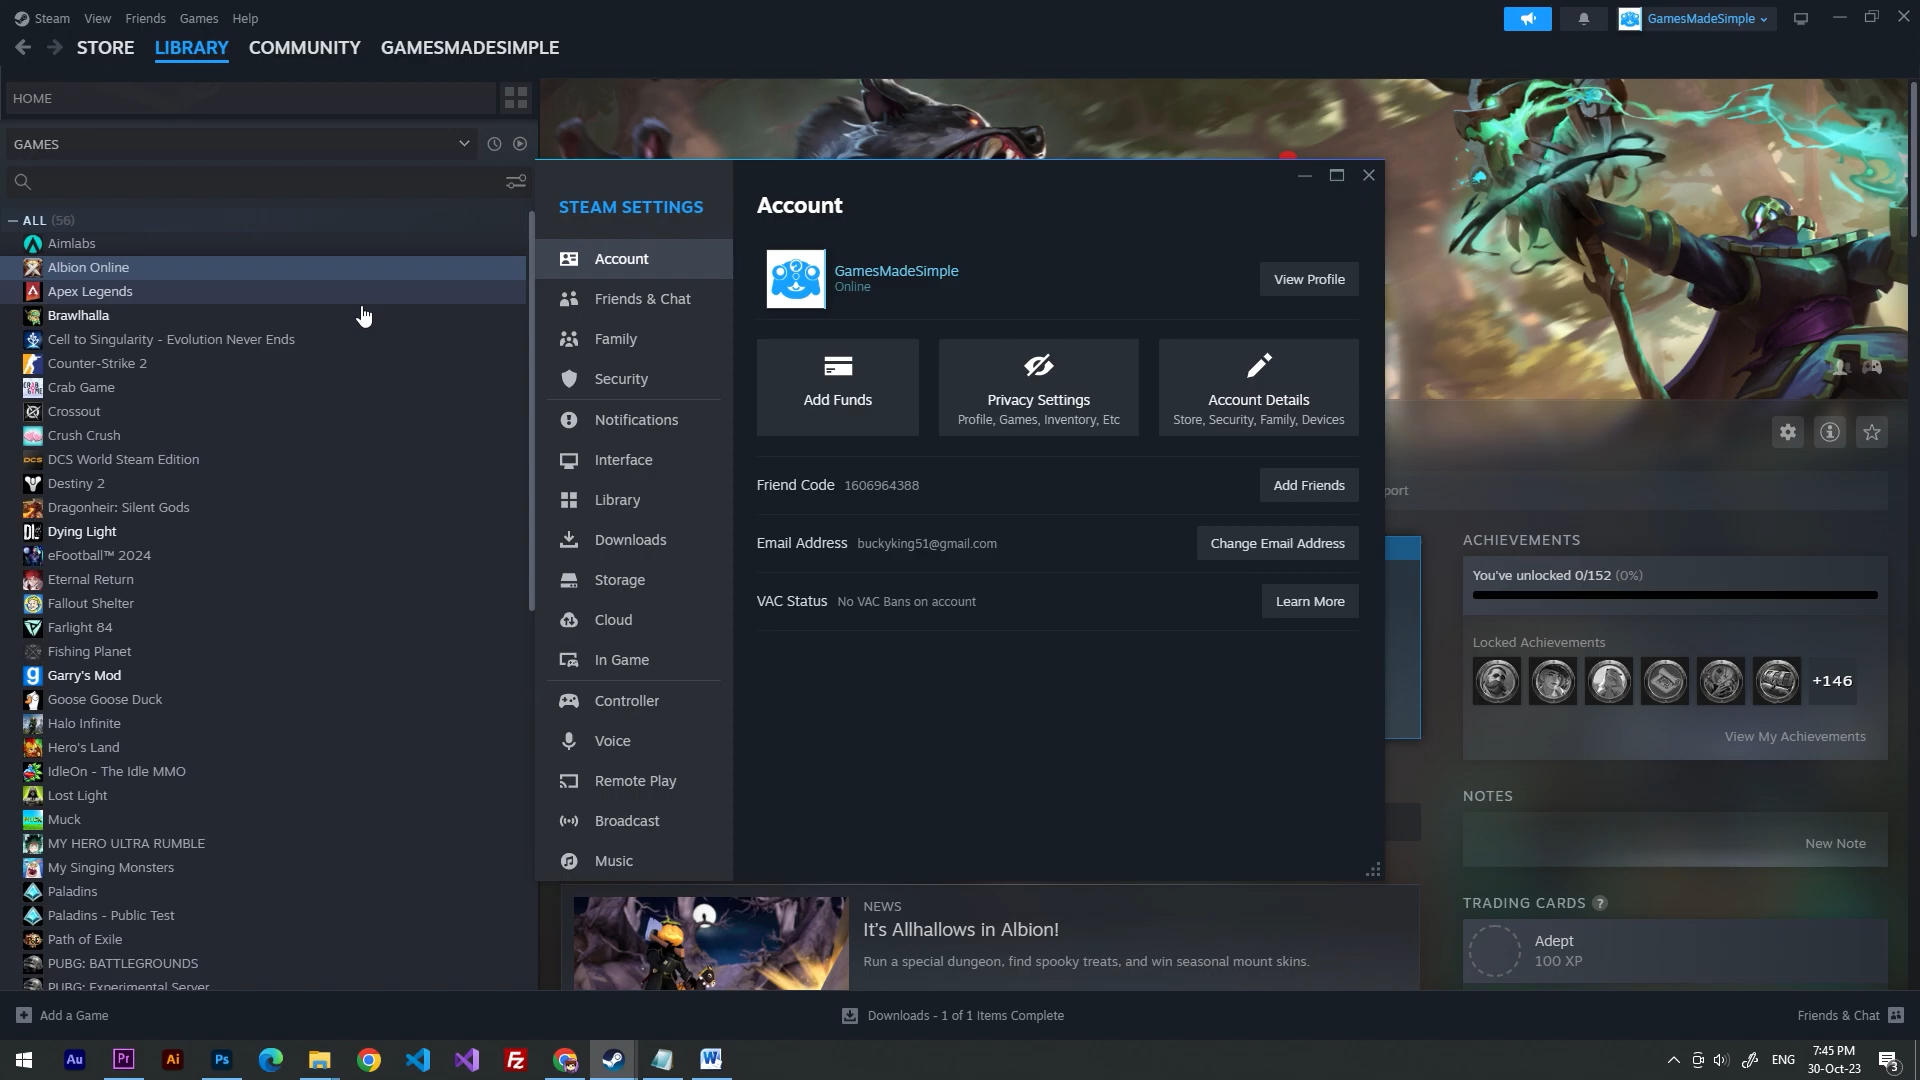 Steam View Friends Games Help
GamesMadeSimple
STORE LIBRARY COMMUNITY GAMESMADESIMPLE
HOME
GAMES
ALL (56)
Aimlabs
Albion Online
Apex Legends
Brawlhalla
Cell to Singularity - Evolution Never Ends
Counter-Strike 2
Crab Game
Crossout
Crush Crush
DCS World Steam Edition
Destiny 2
Dragonheir: Silent Gods
Dying Light
eFootball™ 2024
Eternal Return
Fallout Shelter
Farlight 84
Fishing Planet
Garry's Mod
Goose Goose Duck
Halo Infinite
Hero's Land
IdleOn - The Idle MMO
Lost Light
Muck
MY HERO ULTRA RUMBLE
My Singing Monsters
Paladins
Paladins - Public Test
Path of Exile
PUBG: BATTLEGROUNDS
PUBG: Experimental Server
STEAM SETTINGS
Account
Friends & Chat
Family
Security
Notifications
Interface
Library
Downloads
Storage
Cloud
In Game
Controller
Voice
Remote Play
Broadcast
Music
Account
GamesMadeSimple
Online
View Profile
Add Funds
Privacy Settings
Profile, Games, Inventory, Etc
Account Details
Store, Security, Family, Devices
Friend Code 1606964388
Add Friends
Email Address buckyking51@gmail.com
Change Email Address
VAC Status No VAC Bans on account
Learn More
port
ACHIEVEMENTS
You've unlocked 0/152 (0%)
Locked Achievements
+146
View My Achievements
NOTES
New Note
TRADING CARDS ?
Adept
100 XP
NEWS
It's Allhallows in Albion!
Run a special dungeon, find spooky treats, and win seasonal mount skins.
Add a Game
Downloads - 1 of 1 Items Complete
Friends & Chat
Au Pr Ai Ps Fz W
ENG
7:45 PM
30-Oct-23
3